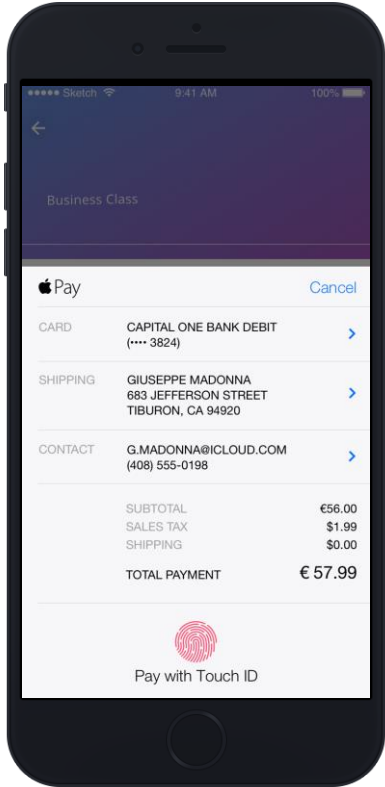 Sketch 9:41 AM 100%
Business Class
Pay Cancel
CARD CAPITAL ONE BANK DEBIT
(···· 3824)
SHIPPING GIUSEPPE MADONNA
683 JEFFERSON STREET
TIBURON, CA 94920
CONTACT G.MADONNA@ICLOUD.COM
(408) 555-0198
SUBTOTAL €56.00
SALES TAX $1.99
SHIPPING $0.00
TOTAL PAYMENT € 57.99
Pay with Touch ID